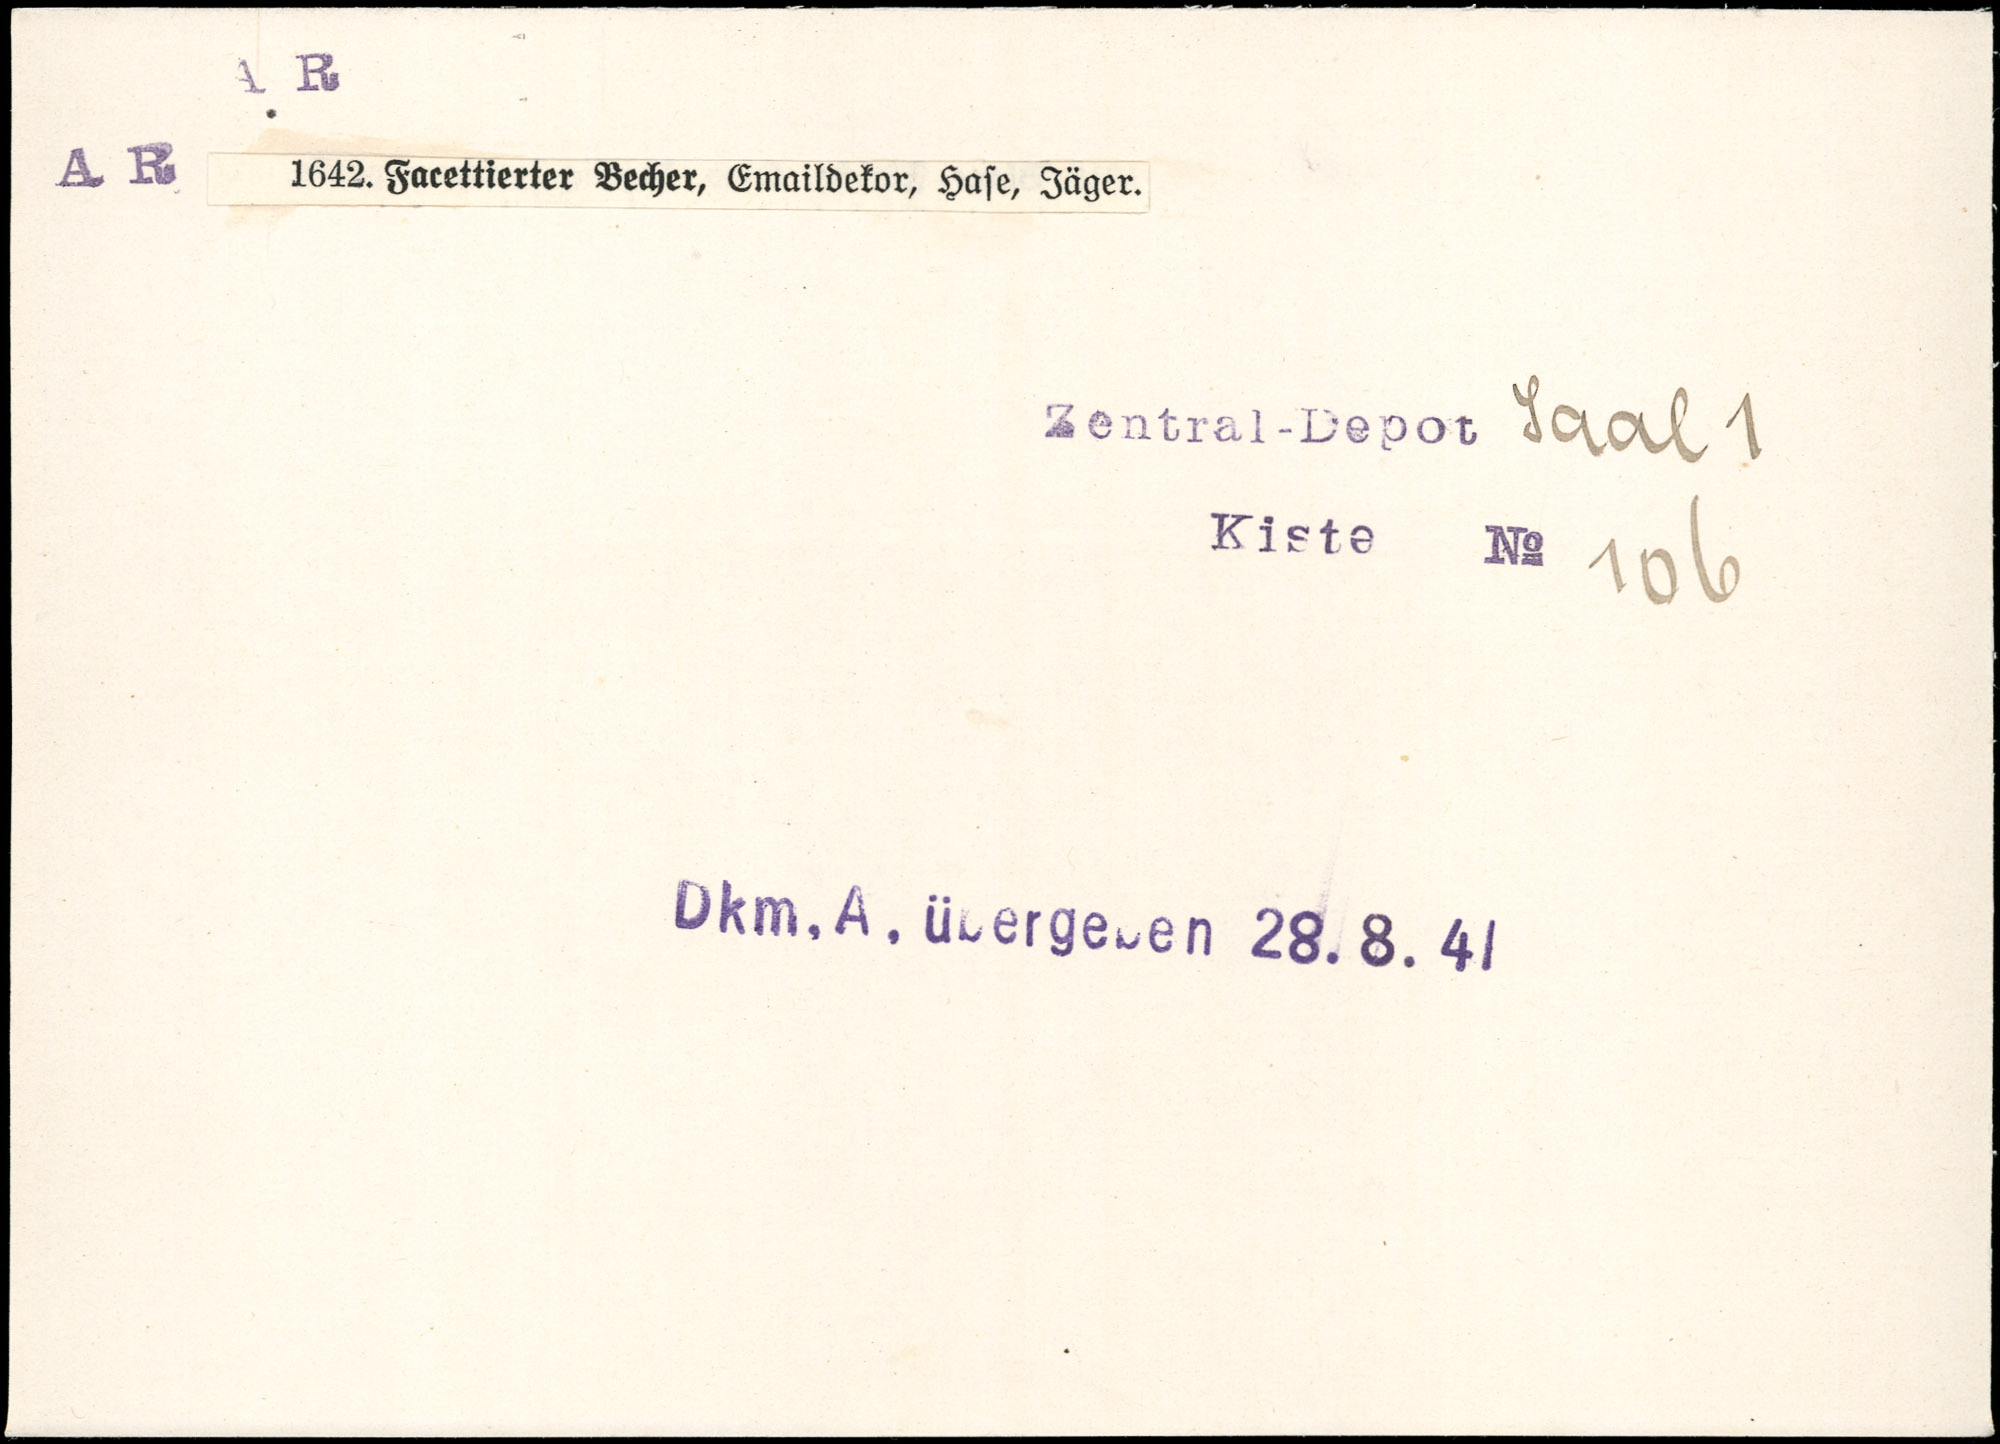 A R
A R
1642. Facettierter Becher, Emaildekor, Hase, Jäger.
Zentral-Depot Saal 1
Kiste № 106
Dkm. A. übergeben 28. 8. 41